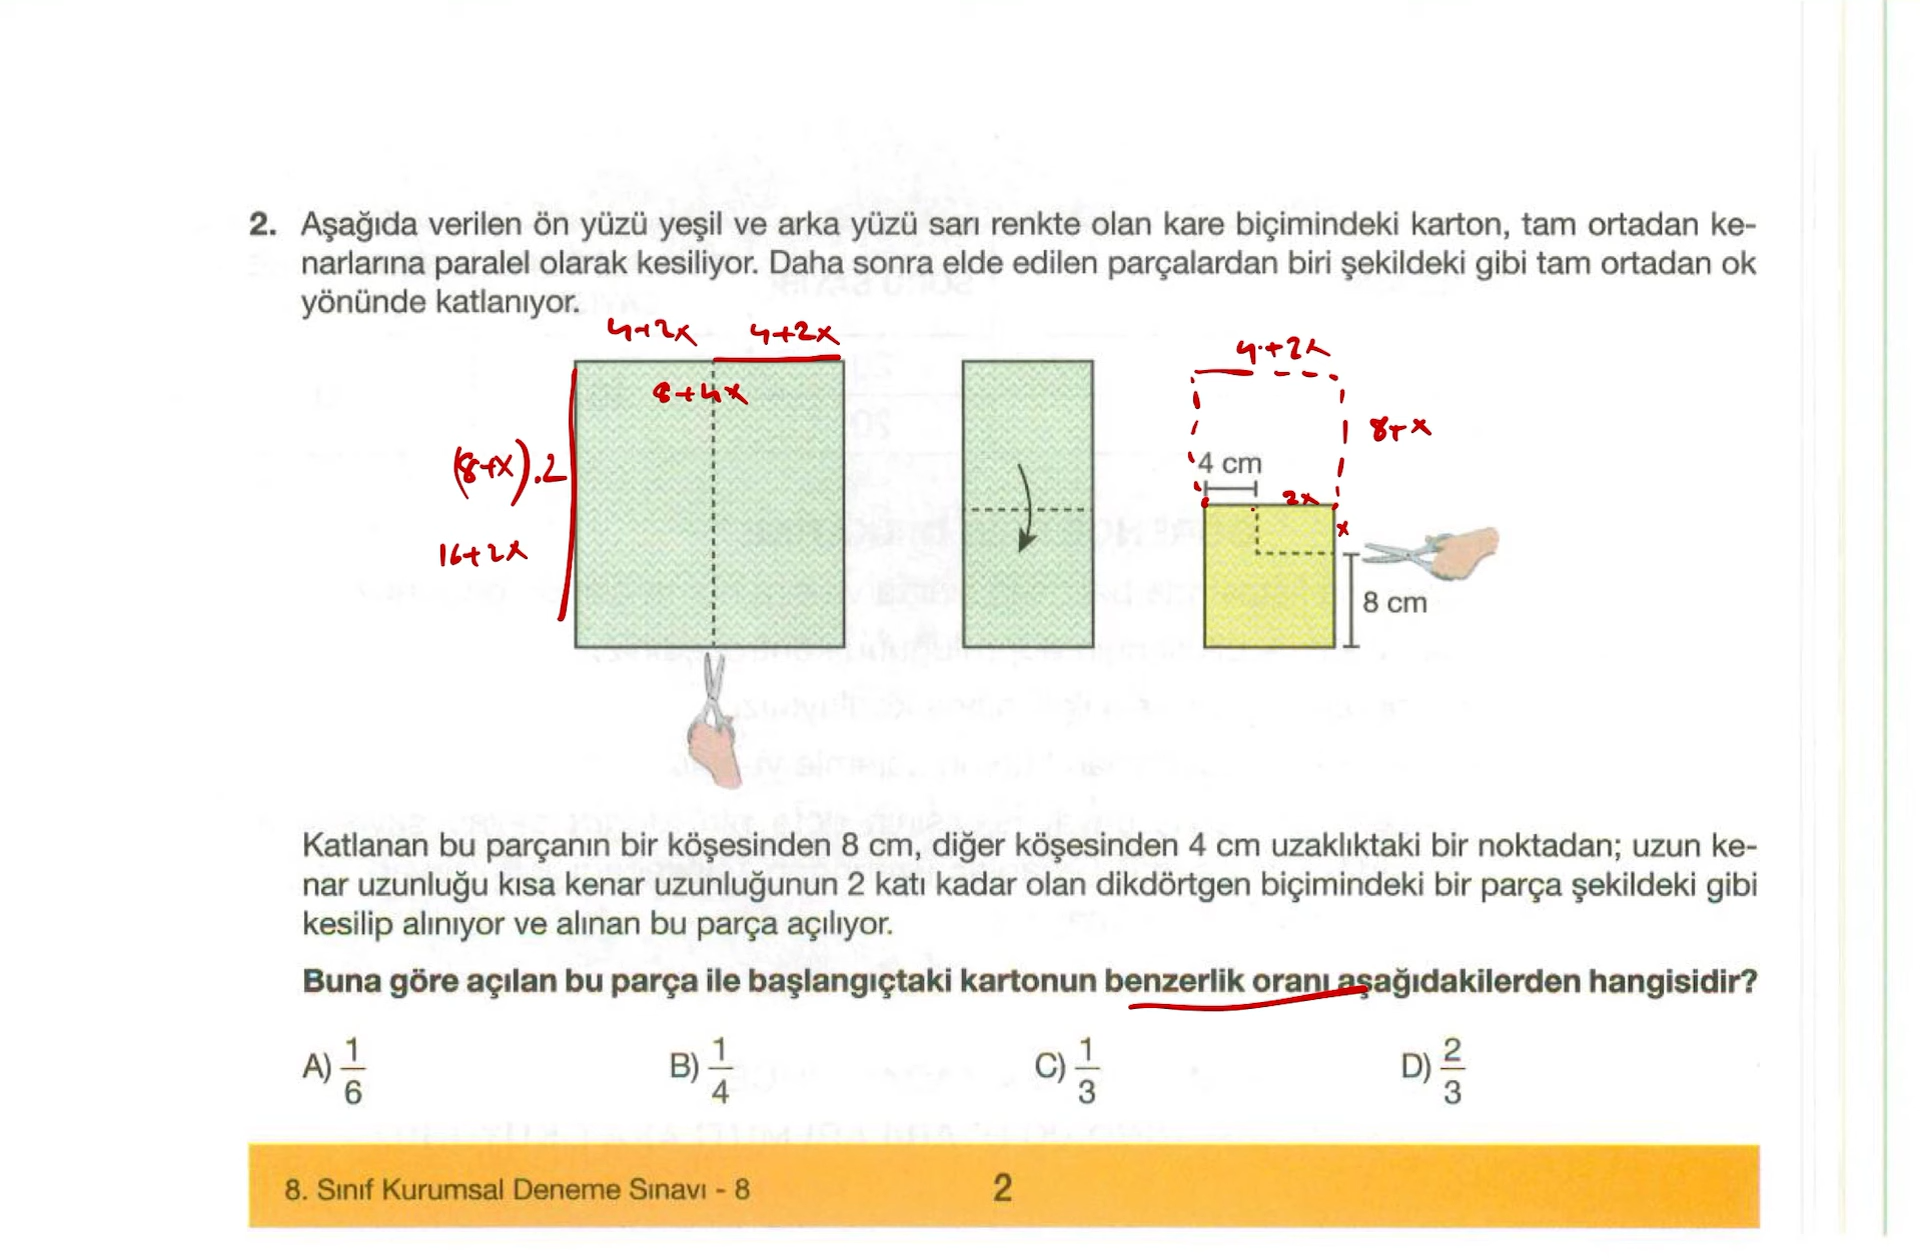 2. Aşağıda verilen ön yüzü yeşil ve arka yüzü sarı renkte olan kare biçimindeki karton, tam ortadan ke-
narlarına paralel olarak kesiliyor. Daha sonra elde edilen parçalardan biri şekildeki gibi tam ortadan ok
yönünde katlanıyor.
4+2x 4+2x
8+4x
(8+x).2
16+2x
4+2x
8+x
4 cm
2x
x
8 cm
Katlanan bu parçanın bir köşesinden 8 cm, diğer köşesinden 4 cm uzaklıktaki bir noktadan; uzun ke-
nar uzunluğu kısa kenar uzunluğunun 2 katı kadar olan dikdörtgen biçimindeki bir parça şekildeki gibi
kesilip alınıyor ve alınan bu parça açılıyor.
Buna göre açılan bu parça ile başlangıçtaki kartonun benzerlik oranı aşağıdakilerden hangisidir?
A) 1/6 B) 1/4 C) 1/3 D) 2/3
8. Sınıf Kurumsal Deneme Sınavı - 8 2